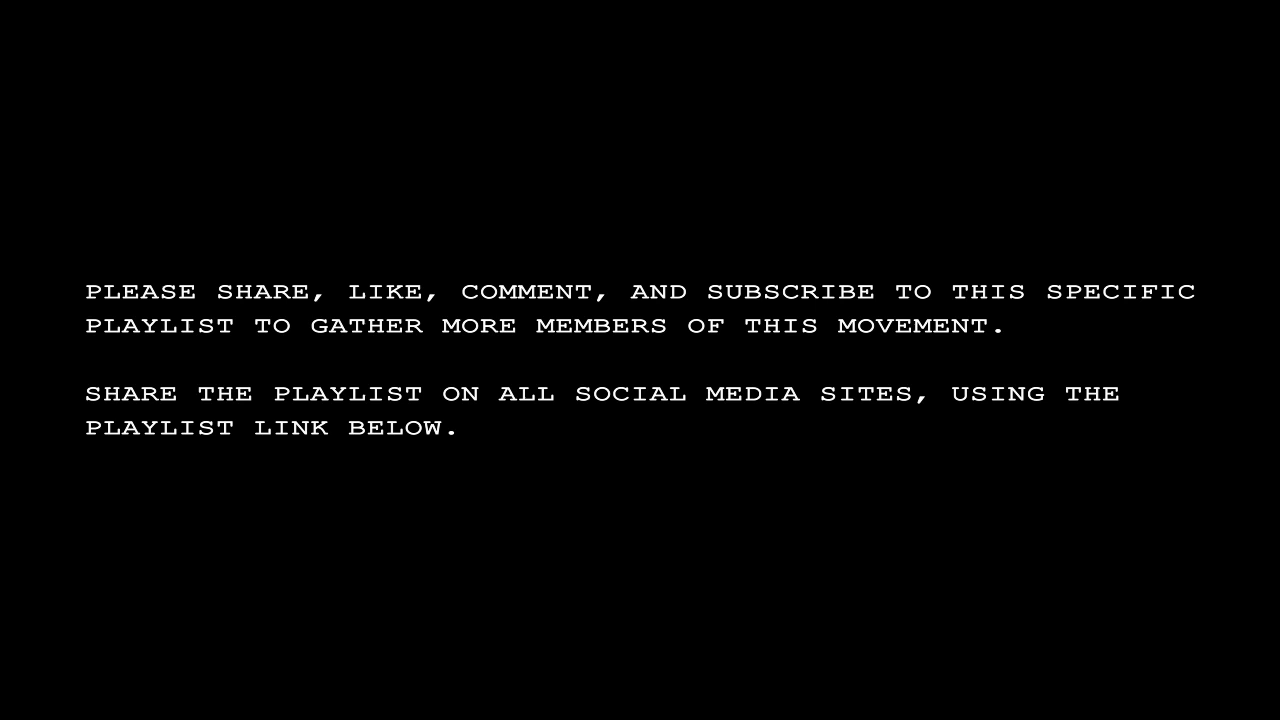 PLEASE SHARE, LIKE, COMMENT, AND SUBSCRIBE TO THIS SPECIFIC
PLAYLIST TO GATHER MORE MEMBERS OF THIS MOVEMENT.
SHARE THE PLAYLIST ON ALL SOCIAL MEDIA SITES, USING THE
PLAYLIST LINK BELOW.